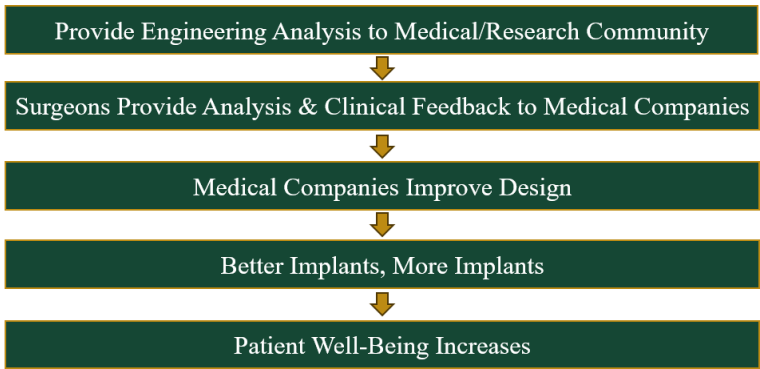 Provide Engineering Analysis to Medical/Research Community
Surgeons Provide Analysis & Clinical Feedback to Medical Companies
Medical Companies Improve Design
Better Implants, More Implants
Patient Well-Being Increases